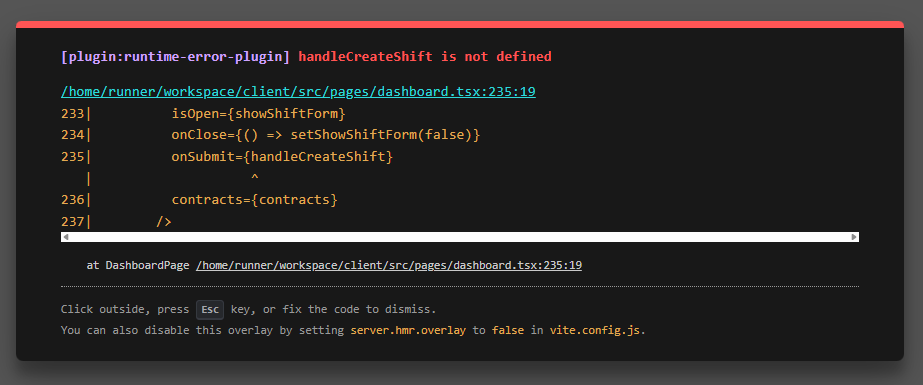 [plugin:runtime-error-plugin] handleCreateShift is not defined
/home/runner/workspace/client/src/pages/dashboard.tsx:235:19
233|          isOpen={showShiftForm}
234|          onClose={() => setShowShiftForm(false)}
235|          onSubmit={handleCreateShift}
   |                    ^
236|          contracts={contracts}
237|        />
at DashboardPage /home/runner/workspace/client/src/pages/dashboard.tsx:235:19
Click outside, press Esc key, or fix the code to dismiss.
You can also disable this overlay by setting server.hmr.overlay to false in vite.config.js.